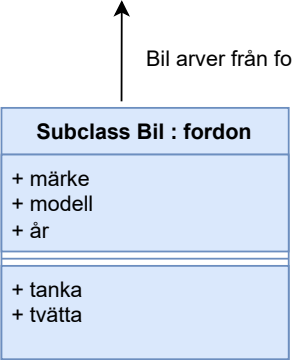 Bil arver från fo
Subclass Bil : fordon
+ märke
+ modell
+ år
+ tanka
+ tvätta